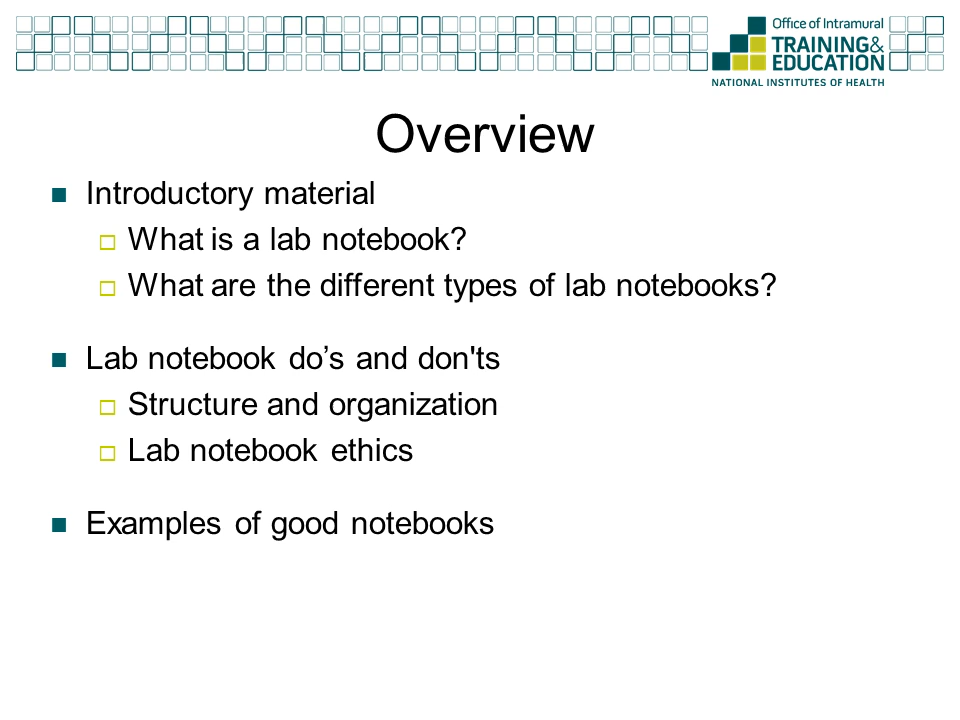 Office of Intramural
TRAINING&
EDUCATION
NATIONAL INSTITUTES OF HEALTH
Overview
Introductory material
What is a lab notebook?
What are the different types of lab notebooks?
Lab notebook do’s and don'ts
Structure and organization
Lab notebook ethics
Examples of good notebooks